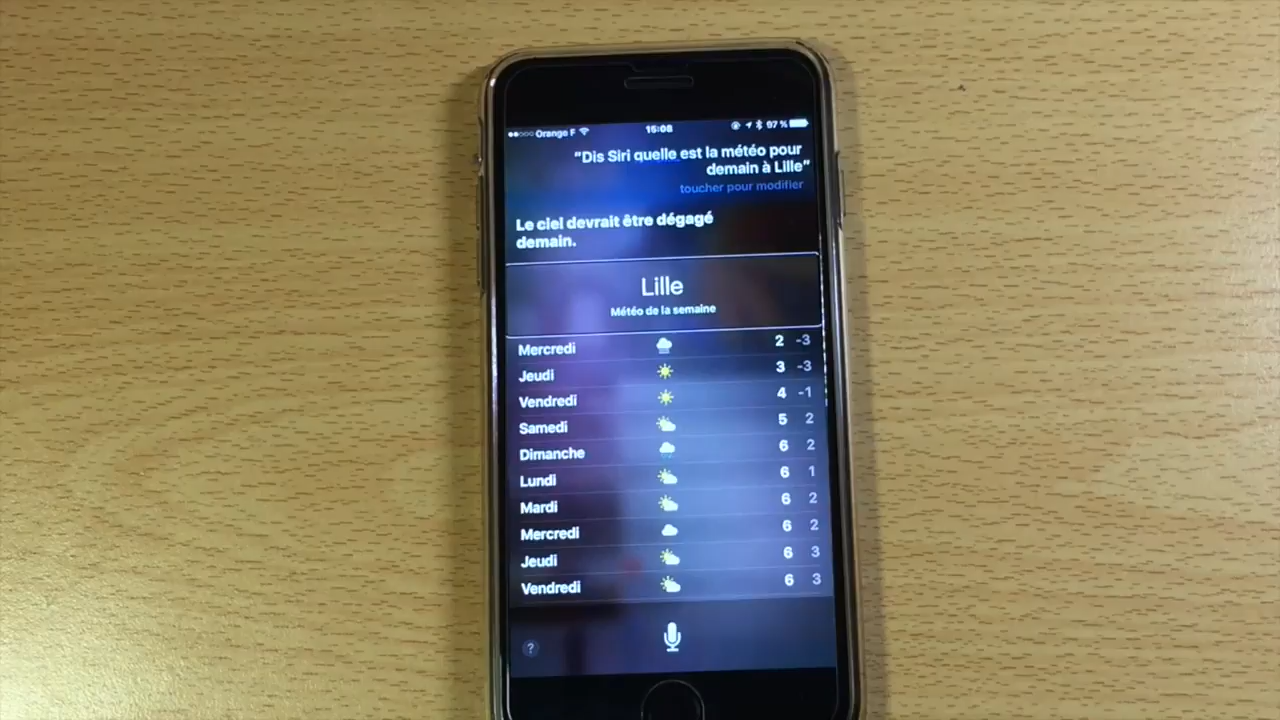 Orange F 15:08 97 %
"Dis Siri quelle est la météo pour
demain à Lille"
toucher pour modifier
Le ciel devrait être dégagé
demain.
Lille
Météo de la semaine
Mercredi 2 -3
Jeudi 3 -3
Vendredi 4 -1
Samedi 5 2
Dimanche 6 2
Lundi 6 1
Mardi 6 2
Mercredi 6 2
Jeudi 6 3
Vendredi 6 3
?